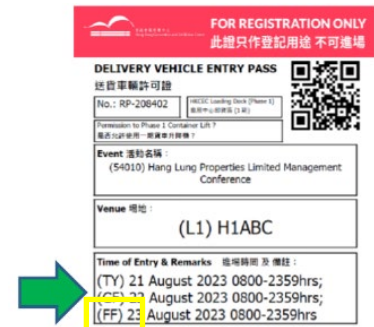 FOR REGISTRATION ONLY
此證只作登記用途 不可進場
DELIVERY VEHICLE ENTRY PASS
送貨車輛許可證
No.: RP-208402
HKCEC Loading Dock (Phase 1)
Permission to Phase 1 Container Lift ?
是否允許使用一期貨車升降機 ?
Event 活動名稱 :
(54010) Hang Lung Properties Limited Management
Conference
Venue 場地 :
(L1) H1ABC
Time of Entry & Remarks 進場時間 及 備註 :
(TY) 21 August 2023 0800-2359hrs;
August 2023 0800-2359hrs;
(FF) 23 August 2023 0800-2359hrs